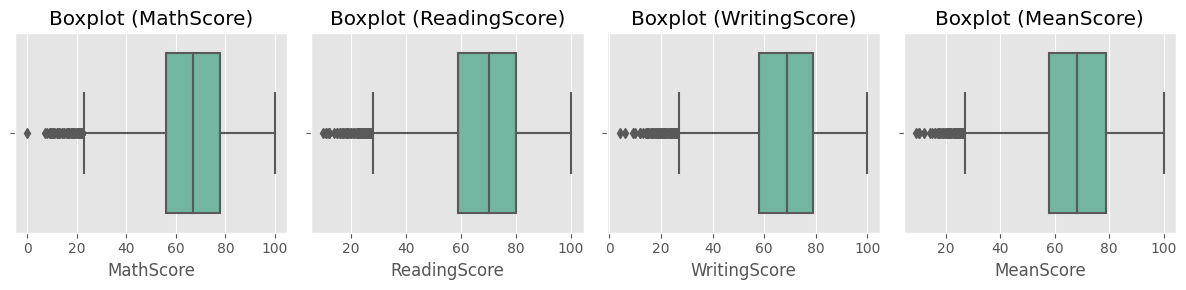 Boxplot (MathScore)
Boxplot (ReadingScore)
Boxplot (WritingScore)
Boxplot (MeanScore)
0 20 40 60 80 100
20 40 60 80 100
0 20 40 60 80 100
20 40 60 80 100
MathScore
ReadingScore
WritingScore
MeanScore